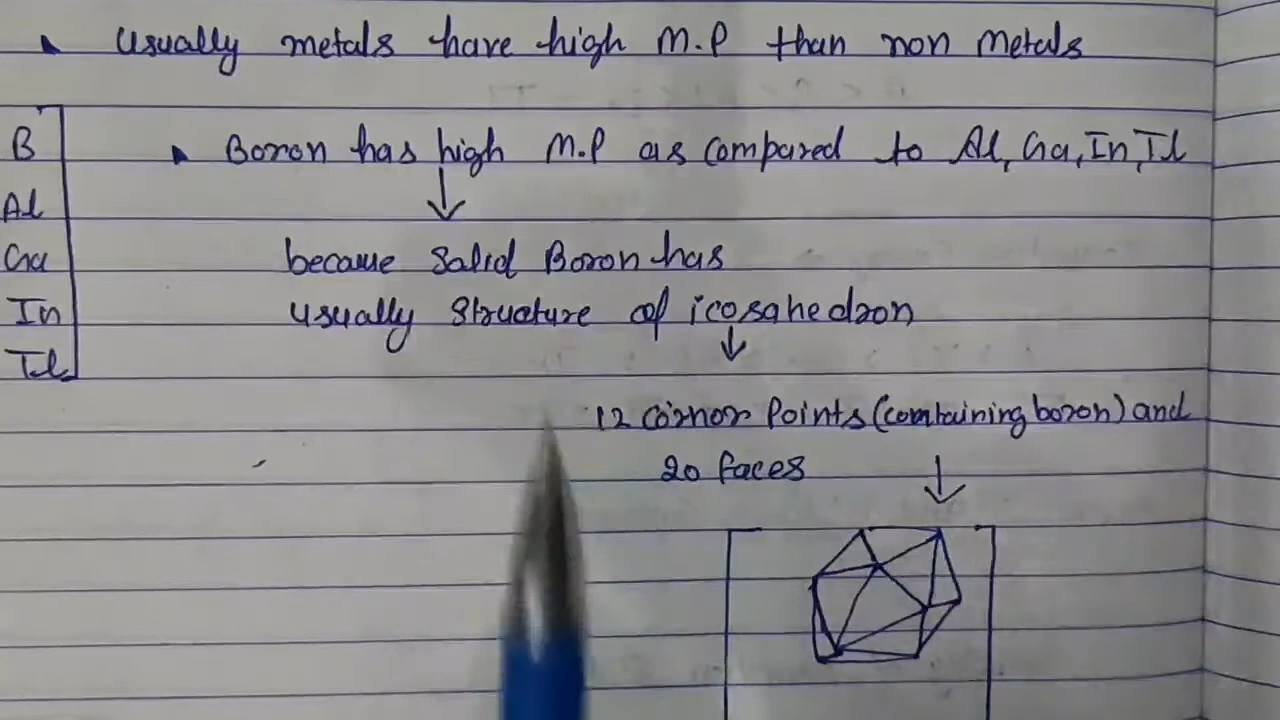 Usually metals have high M.P than non Metals
B
Al
Ga
In
Tl
Boron has high M.P as compared to Al, Ga, In, Tl
because Solid Boron has
usually structure of icosahedron
12 cornor Points (containing boron) and
20 faces